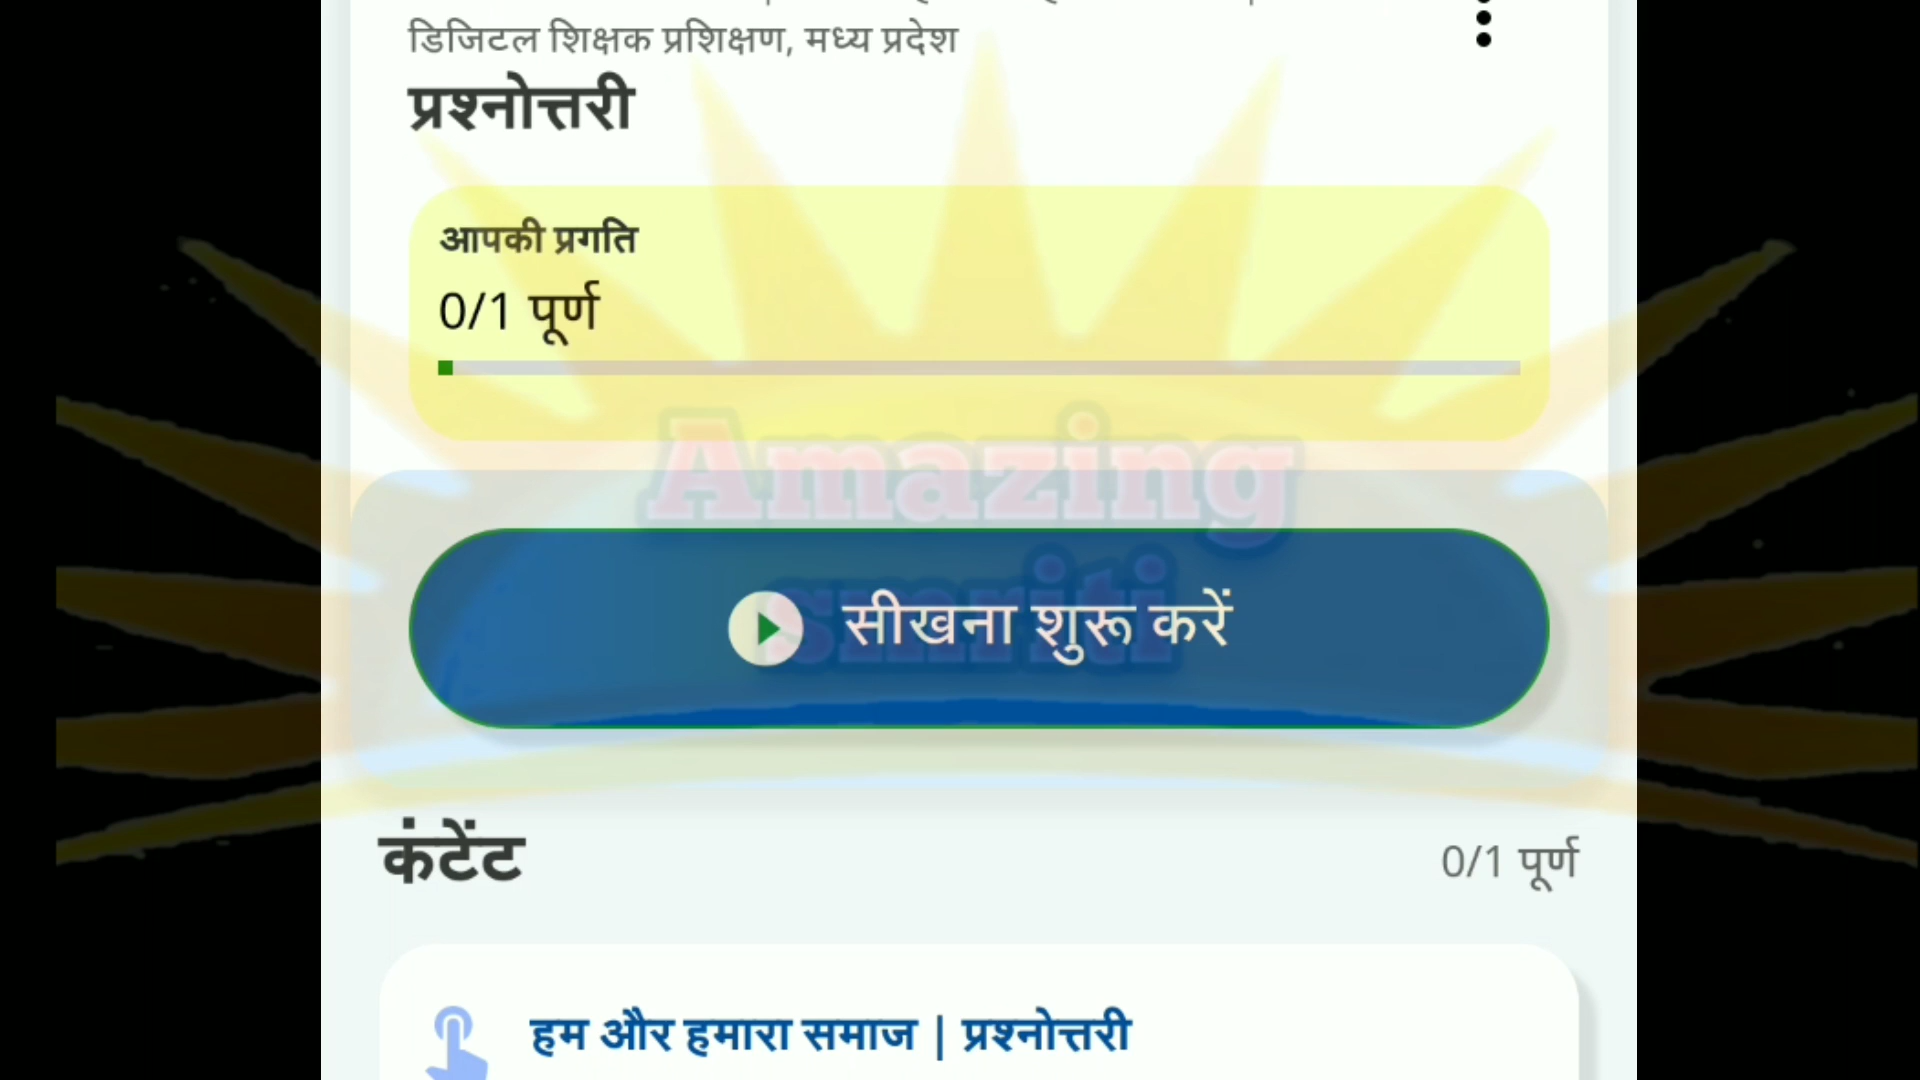 डिजिटल शिक्षक प्रशिक्षण, मध्य प्रदेश
प्रश्नोत्तरी
आपकी प्रगति
0/1 पूर्ण
Amazing
smriti
सीखना शुरू करें
कंटेंट
0/1 पूर्ण
हम और हमारा समाज | प्रश्नोत्तरी